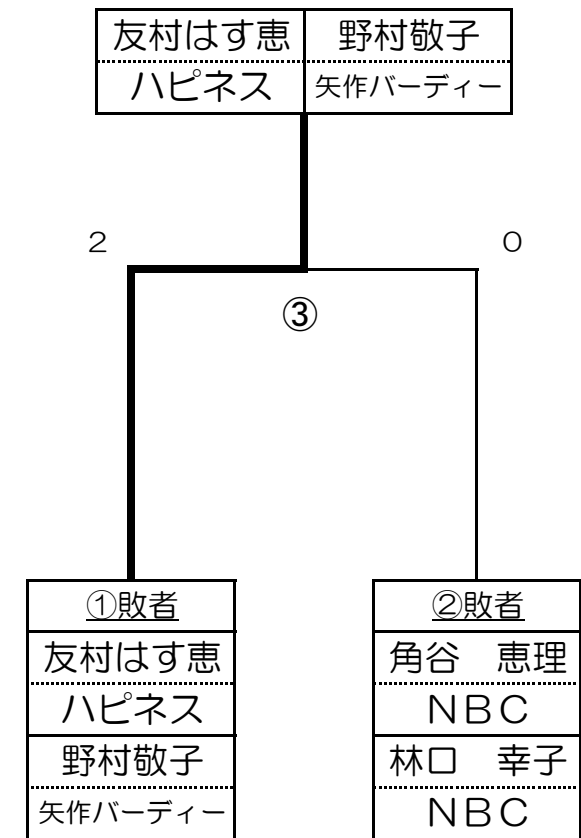 友村はす恵 野村敬子
ハピネス 矢作バーディー
２ ０
③
①敗者 ②敗者
友村はす恵 角谷　恵理
ハピネス ＮＢＣ
野村敬子 林口　幸子
矢作バーディー ＮＢＣ